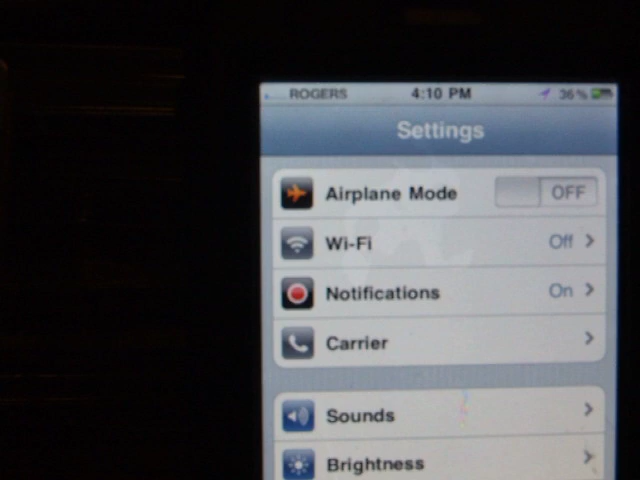 ROGERS 4:10 PM 36%
Settings
Airplane Mode OFF
Wi-Fi Off
Notifications On
Carrier
Sounds
Brightness